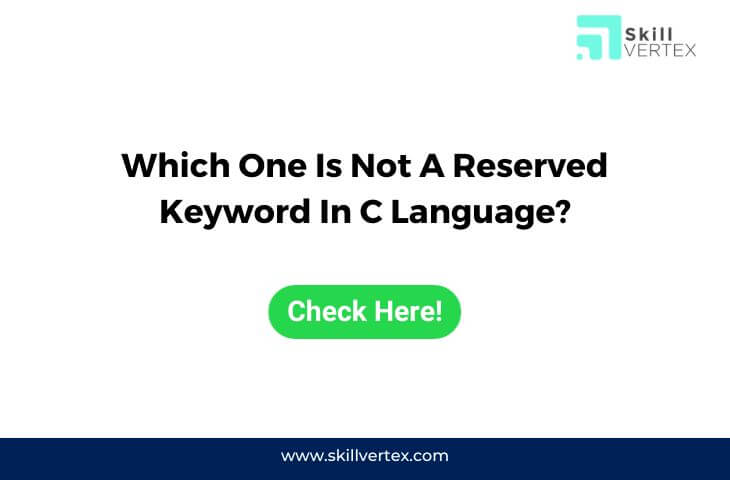 Skill
VERTEX
Which One Is Not A Reserved
Keyword In C Language?
Check Here!
www.skillvertex.com